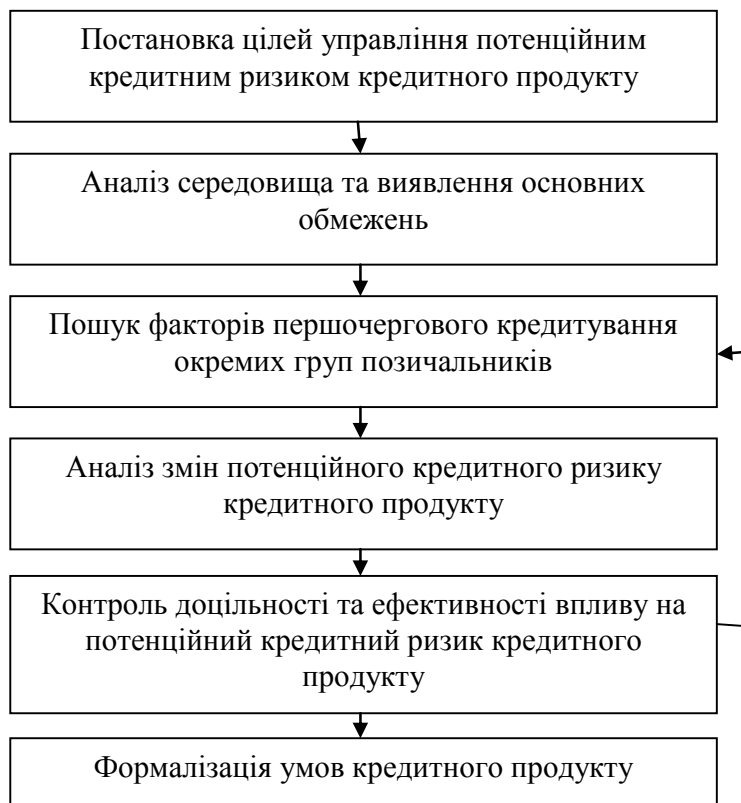 Постановка цілей управління потенційним
кредитним ризиком кредитного продукту
Аналіз середовища та виявлення основних
обмежень
Пошук факторів першочергового кредитування
окремих груп позичальників
Аналіз змін потенційного кредитного ризику
кредитного продукту
Контроль доцільності та ефективності впливу на
потенційний кредитний ризик кредитного
продукту
Формалізація умов кредитного продукту